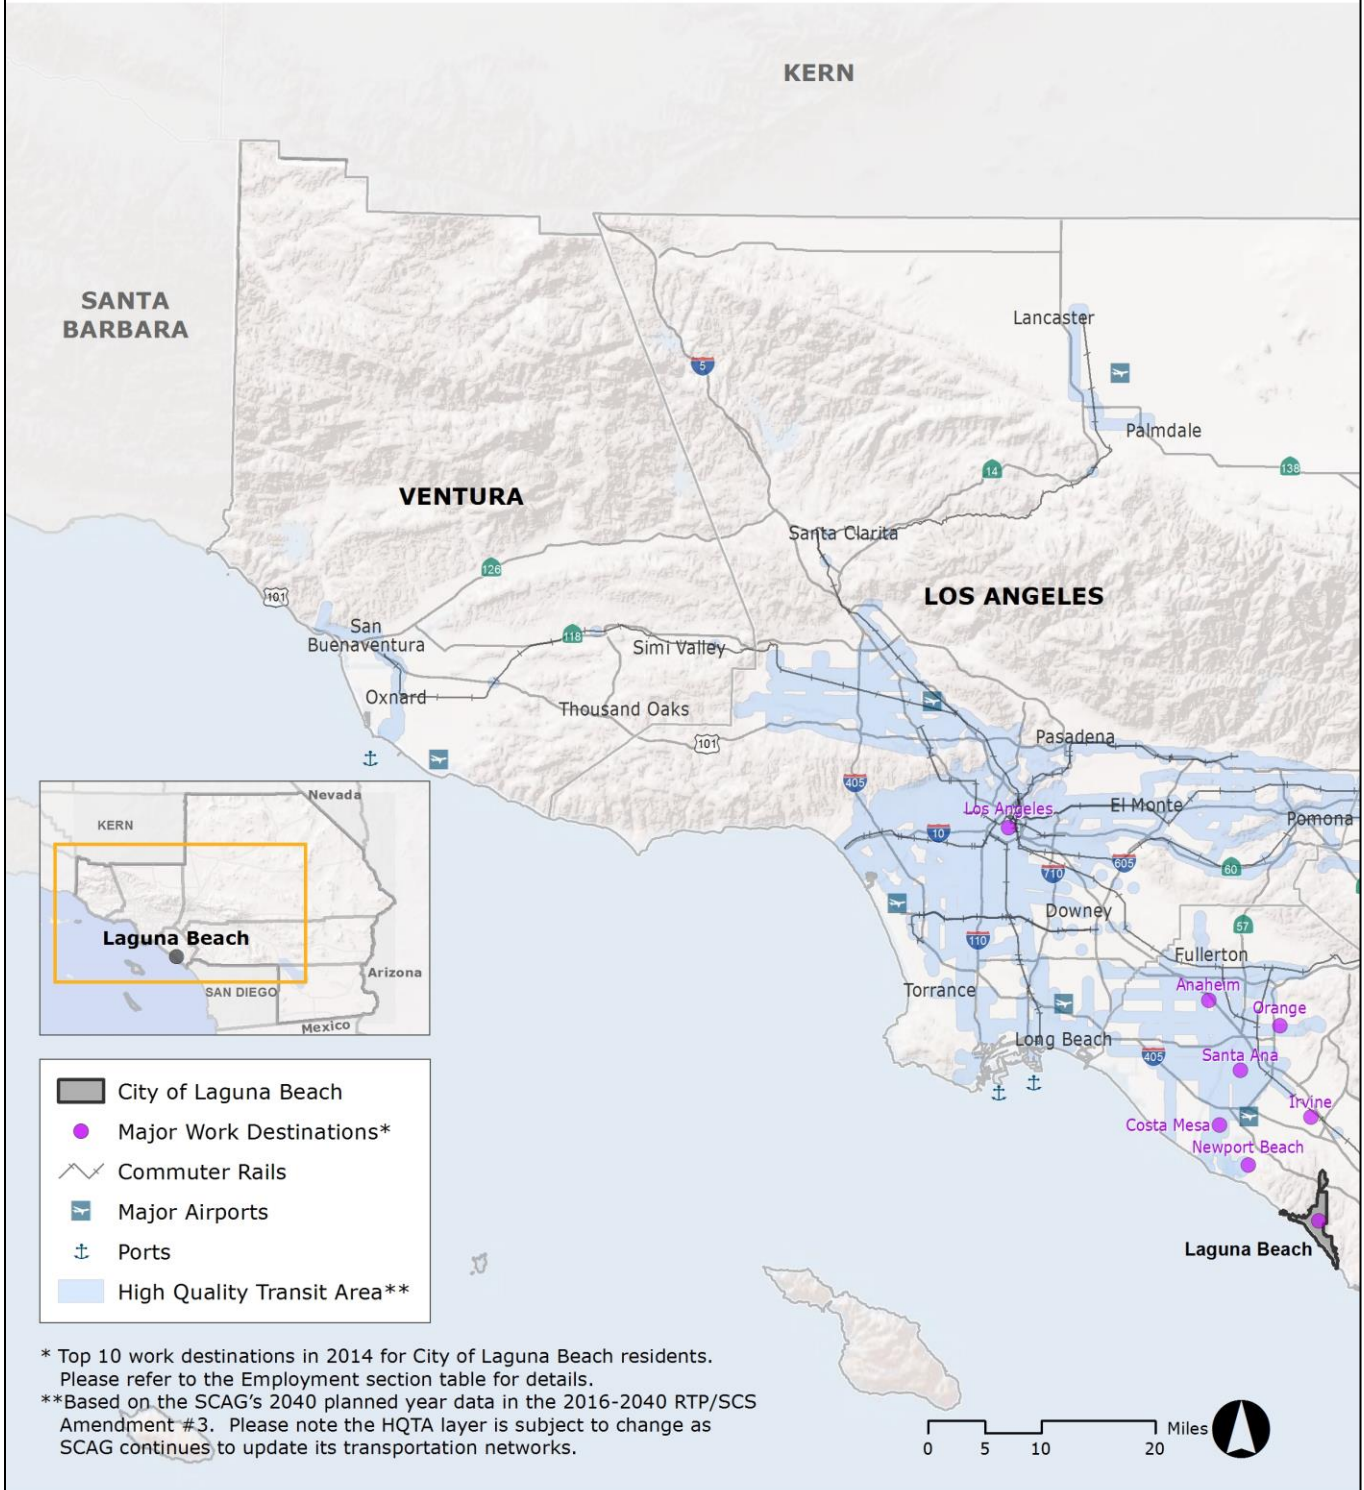 KERN
SANTA
BARBARA
Lancaster
5
Palmdale
14
138
VENTURA
Santa Clarita
126
LOS ANGELES
101
San
Buenaventura
118
Simi Valley
Oxnard
Thousand Oaks
101
Pasadena
405
Los Angeles
El Monte
10
Pomona
605
710
60
Downey
57
110
Fullerton
Torrance
Anaheim
Orange
Long Beach
405
Santa Ana
Irvine
Costa Mesa
Newport Beach
Laguna Beach
Nevada
KERN
Laguna Beach
Arizona
SAN DIEGO
Mexico
City of Laguna Beach
Major Work Destinations*
Commuter Rails
Major Airports
Ports
High Quality Transit Area**
* Top 10 work destinations in 2014 for City of Laguna Beach residents.
Please refer to the Employment section table for details.
**Based on the SCAG's 2040 planned year data in the 2016-2040 RTP/SCS
Amendment #3. Please note the HQTA layer is subject to change as
SCAG continues to update its transportation networks.
Miles
0 5 10 20